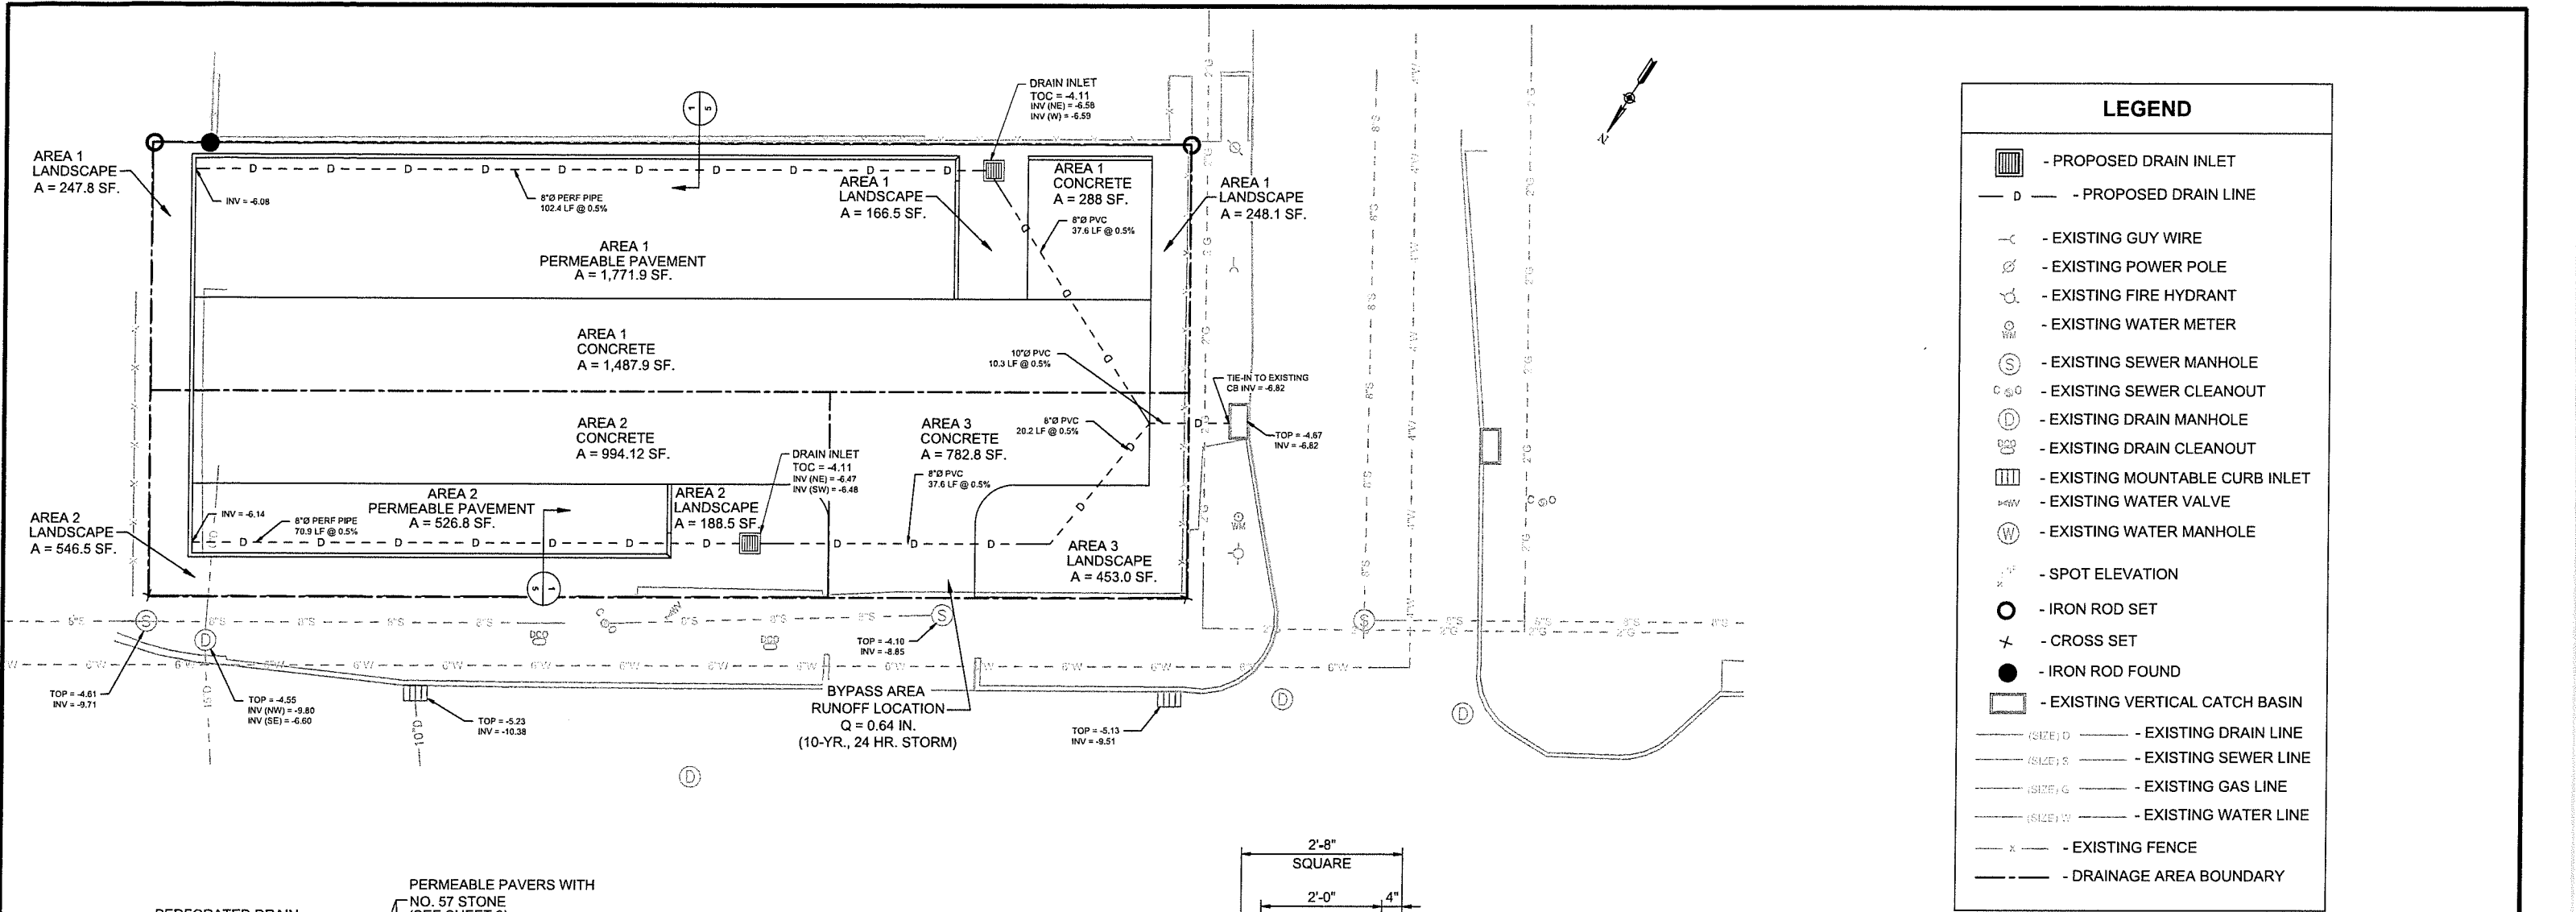 DRAIN INLET
TOC = -4.11
INV (NE) = -6.58
INV (W) = -6.59
AREA 1
LANDSCAPE
A = 247.8 SF.
1
5
INV = -6.08
8"Ø PERF PIPE
102.4 LF @ 0.5%
AREA 1
LANDSCAPE
A = 166.5 SF.
AREA 1
CONCRETE
A = 288 SF.
8"Ø PVC
37.6 LF @ 0.5%
AREA 1
LANDSCAPE
A = 248.1 SF.
AREA 1
PERMEABLE PAVEMENT
A = 1,771.9 SF.
AREA 1
CONCRETE
A = 1,487.9 SF.
10"Ø PVC
10.3 LF @ 0.5%
TIE-IN TO EXISTING
CB INV = -6.82
TOP = -4.67
INV = -6.82
AREA 2
CONCRETE
A = 994.12 SF.
AREA 3
CONCRETE
A = 782.8 SF.
8"Ø PVC
20.2 LF @ 0.5%
DRAIN INLET
TOC = -4.11
INV (NE) = -6.47
INV (SW) = -6.48
8"Ø PVC
37.6 LF @ 0.5%
AREA 2
PERMEABLE PAVEMENT
A = 526.8 SF.
AREA 2
LANDSCAPE
A = 188.5 SF.
INV = -6.14
8"Ø PERF PIPE
70.9 LF @ 0.5%
AREA 2
LANDSCAPE
A = 546.5 SF.
AREA 3
LANDSCAPE
A = 453.0 SF.
1
5
TOP = -4.10
INV = -8.85
TOP = -4.61
INV = -9.71
TOP = -4.55
INV (NW) = -9.80
INV (SE) = -6.60
TOP = -5.23
INV = -10.38
BYPASS AREA
RUNOFF LOCATION
Q = 0.64 IN.
(10-YR., 24 HR. STORM)
TOP = -5.13
INV = -9.51
15"D
10"D
DCO
DCO
WM
N
LEGEND
- PROPOSED DRAIN INLET
D - PROPOSED DRAIN LINE
- EXISTING GUY WIRE
- EXISTING POWER POLE
- EXISTING FIRE HYDRANT
WM - EXISTING WATER METER
S - EXISTING SEWER MANHOLE
- EXISTING SEWER CLEANOUT
D - EXISTING DRAIN MANHOLE
DCO - EXISTING DRAIN CLEANOUT
- EXISTING MOUNTABLE CURB INLET
- EXISTING WATER VALVE
W - EXISTING WATER MANHOLE
- SPOT ELEVATION
- IRON ROD SET
- CROSS SET
- IRON ROD FOUND
- EXISTING VERTICAL CATCH BASIN
(SIZE) D - EXISTING DRAIN LINE
(SIZE) S - EXISTING SEWER LINE
(SIZE) G - EXISTING GAS LINE
(SIZE) W - EXISTING WATER LINE
x - EXISTING FENCE
- DRAINAGE AREA BOUNDARY
2'-8"
SQUARE
2'-0"
4"
PERMEABLE PAVERS WITH
NO. 57 STONE